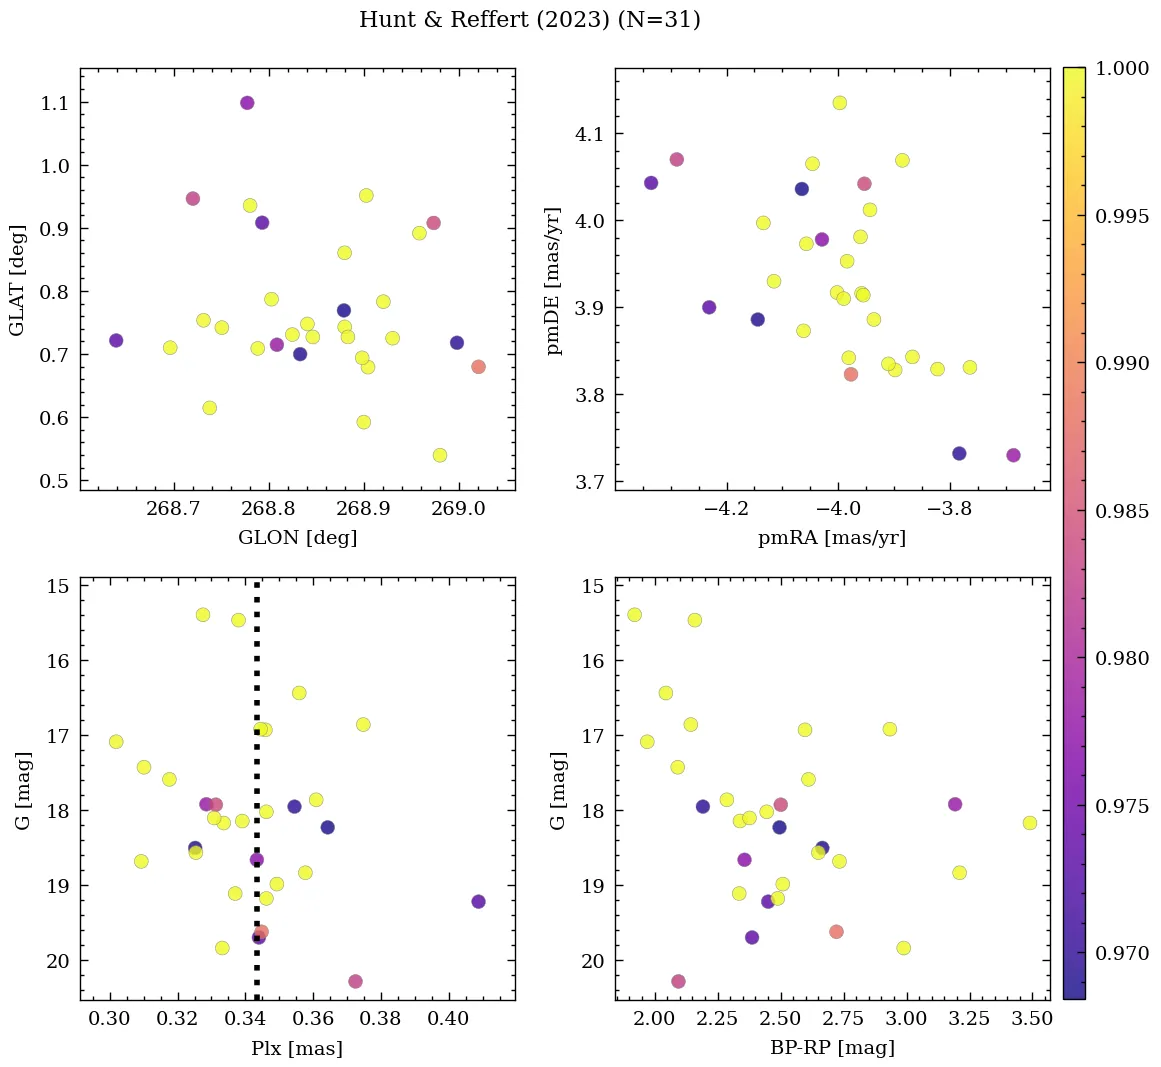 Hunt & Reffert (2023) (N=31)
1.1
1.0
0.9
0.8
0.7
0.6
0.5
GLAT [deg]
268.7 268.8 268.9 269.0
GLON [deg]
4.1
4.0
3.9
3.8
3.7
pmDE [mas/yr]
−4.2 −4.0 −3.8
pmRA [mas/yr]
15
16
17
18
19
20
G [mag]
0.30 0.32 0.34 0.36 0.38 0.40
Plx [mas]
15
16
17
18
19
20
G [mag]
2.00 2.25 2.50 2.75 3.00 3.25 3.50
BP-RP [mag]
1.000
0.995
0.990
0.985
0.980
0.975
0.970